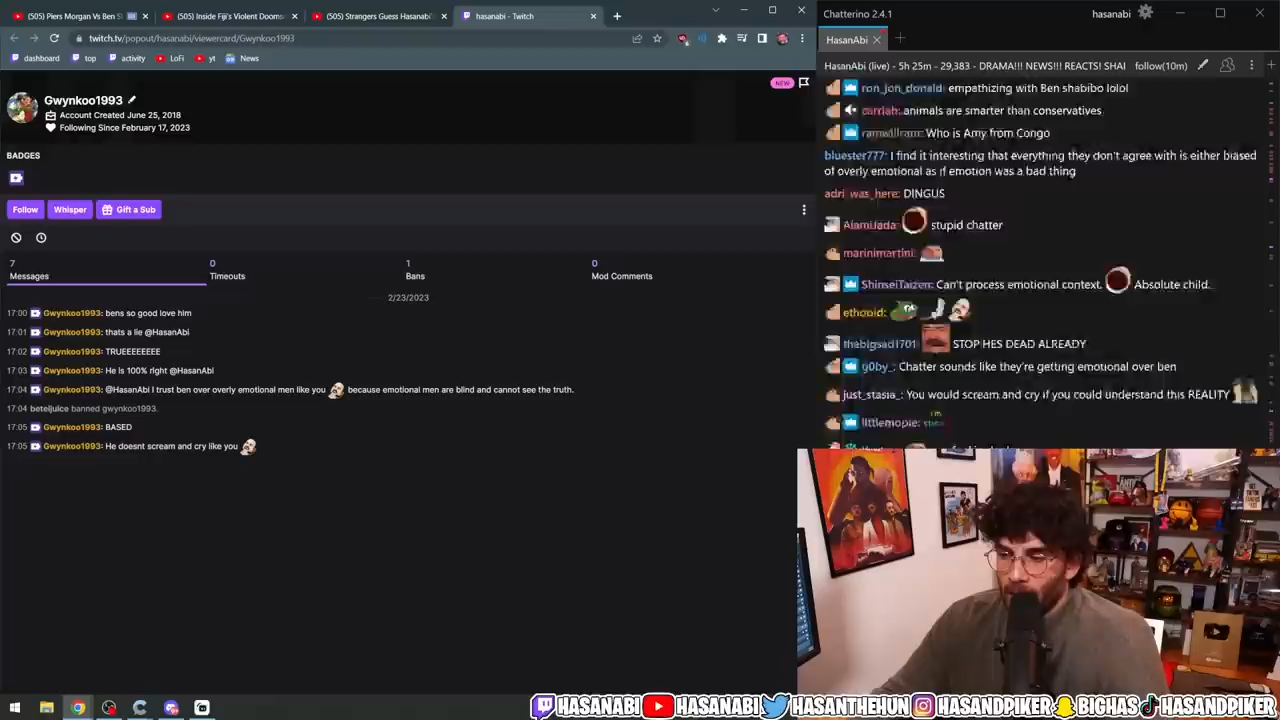 (505) Piers Morgan Vs Ben S
(505) Inside Fiji's Violent Dooms
(505) Strangers Guess Hasanabi'
hasanabi - Twitch
twitch.tv/popout/hasanabi/viewercard/Gwynkoo1993
dashboard
top
activity
LoFi
yt
News
NEW
Gwynkoo1993
Account Created June 25, 2018
Following Since February 17, 2023
BADGES
Follow
Whisper
Gift a Sub
7
Messages
0
Timeouts
1
Bans
0
Mod Comments
2/23/2023
17:00 Gwynkoo1993: bens so good love him
17:01 Gwynkoo1993: thats a lie @HasanAbi
17:02 Gwynkoo1993: TRUEEEEEEEE
17:03 Gwynkoo1993: He is 100% right @HasanAbi
17:04 Gwynkoo1993: @HasanAbi I trust ben over overly emotional men like you because emotional men are blind and cannot see the truth.
17:04 beteljuice banned gwynkoo1993.
17:05 Gwynkoo1993: BASED
17:05 Gwynkoo1993: He doesnt scream and cry like you
Chatterino 2.4.1
hasanabi
HasanAbi
HasanAbi (live) - 5h 25m - 29,383 - DRAMA!!! NEWS!!! REACTS! SHAI
follow(10m)
ron_jon_donald: empathizing with Ben shabibo lolol
animals are smarter than conservatives
Who is Amy from Congo
bluester777: I find it interesting that everything they don't agree with is either biased
of overly emotional as if emotion was a bad thing
adri_was_here: DINGUS
stupid chatter
marinimartini:
Can't process emotional context. Absolute child.
ethooid:
thebigsad1701 STOP HES DEAD ALREADY
Chatter sounds like they're getting emotional over ben
just_stasia_: You would scream and cry if you could understand this REALITY
littlemopie:
HASANABI
HASANABI
HASANTHEHUN
HASANDPIKER
BIGHAS
HASANDPIKER